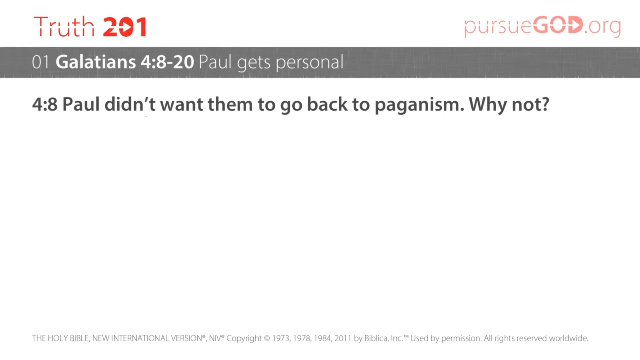 Truth 201
pursueGOD.org
01 Galatians 4:8-20 Paul gets personal
4:8 Paul didn't want them to go back to paganism. Why not?
THE HOLY BIBLE, NEW INTERNATIONAL VERSION®, NIV® Copyright © 1973, 1978, 1984, 2011 by Biblica, Inc.™ Used by permission. All rights reserved worldwide.